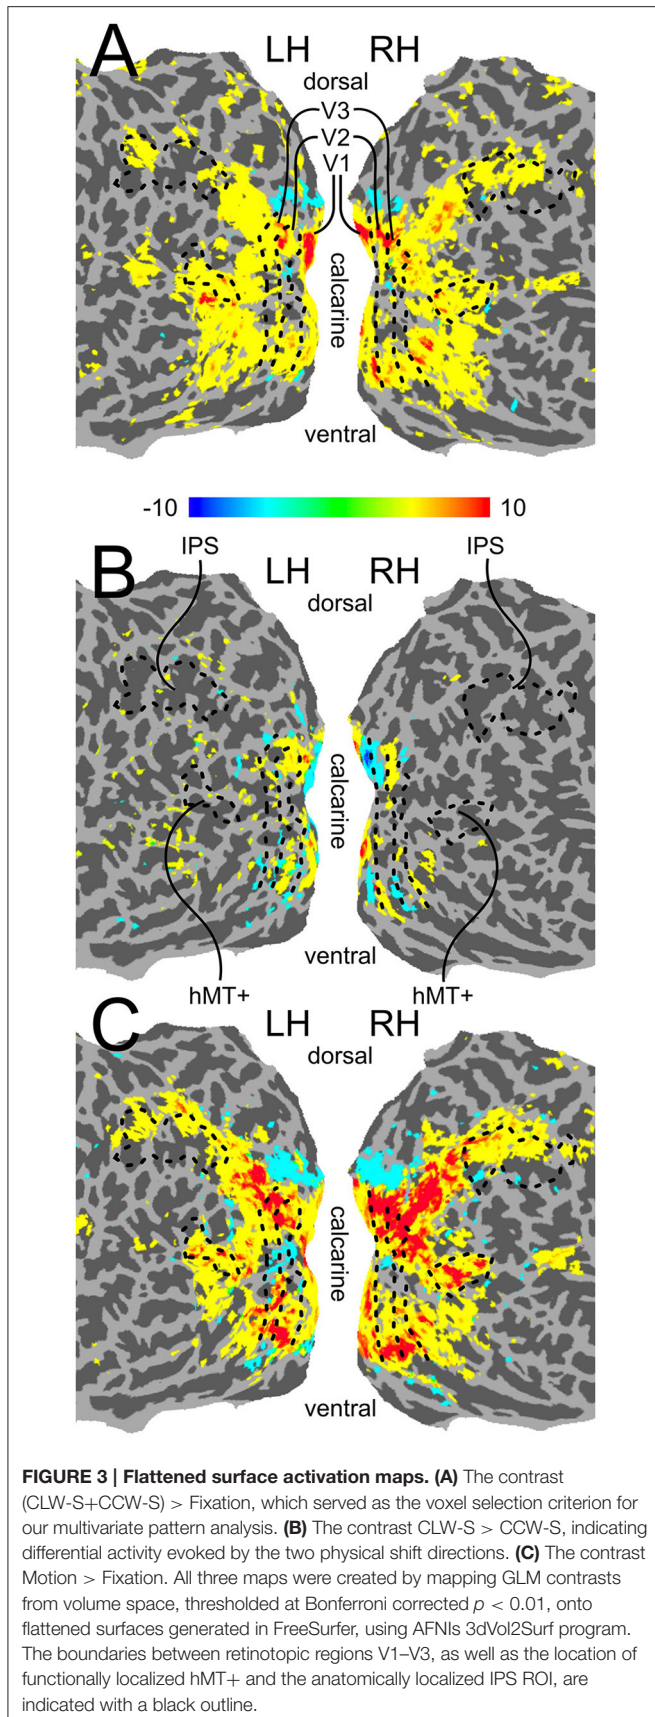 A
LH
RH
dorsal
V3
V2
V1
calcarine
ventral
-10
10
IPS
IPS
B
LH
RH
dorsal
calcarine
ventral
hMT+
hMT+
C
LH
RH
dorsal
calcarine
ventral
FIGURE 3 | Flattened surface activation maps. (A) The contrast
(CLW-S+CCW-S) > Fixation, which served as the voxel selection criterion for
our multivariate pattern analysis. (B) The contrast CLW-S > CCW-S, indicating
differential activity evoked by the two physical shift directions. (C) The contrast
Motion > Fixation. All three maps were created by mapping GLM contrasts
from volume space, thresholded at Bonferroni corrected p < 0.01, onto
flattened surfaces generated in FreeSurfer, using AFNIs 3dVol2Surf program.
The boundaries between retinotopic regions V1–V3, as well as the location of
functionally localized hMT+ and the anatomically localized IPS ROI, are
indicated with a black outline.